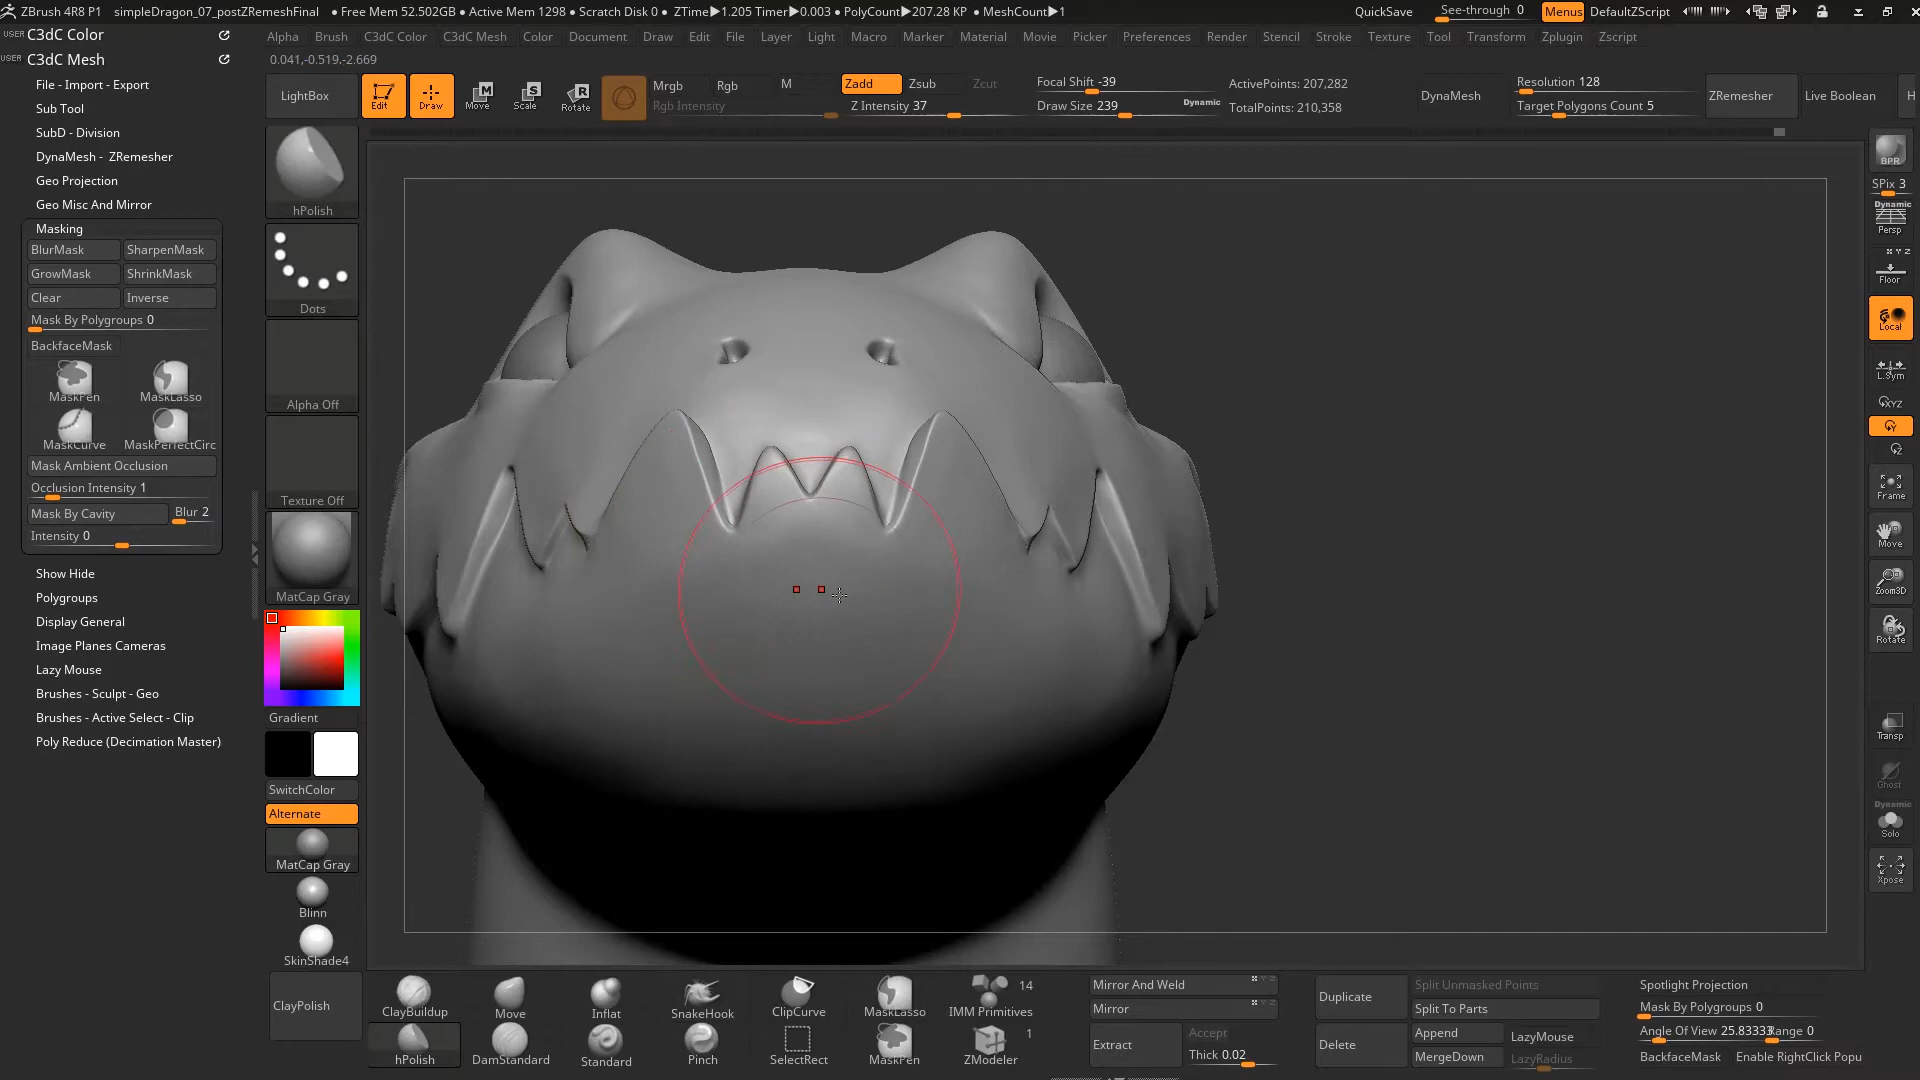 ZBrush 4R8 P1 simpleDragon_07_postZRemeshFinal ● Free Mem 52.502GB ● Active Mem 1298 ● Scratch Disk 0 ● ZTime▶1.205 Timer▶0.003 ● PolyCount▶207.28 KP ● MeshCount▶1 QuickSave See-through 0 Menus DefaultZScript
USER C3dC Color
USER C3dC Mesh
Alpha Brush C3dC Color C3dC Mesh Color Document Draw Edit File Layer Light Macro Marker Material Movie Picker Preferences Render Stencil Stroke Texture Tool Transform Zplugin Zscript
0.041,-0.519,-2.669
LightBox Edit Draw Move Scale Rotate
Mrgb Rgb M Zadd Zsub Zcut
Rgb Intensity Z Intensity 37
Focal Shift -39
Draw Size 239 Dynamic
ActivePoints: 207,282
TotalPoints: 210,358
DynaMesh
Resolution 128
Target Polygons Count 5
ZRemesher Live Boolean H
File - Import - Export
Sub Tool
SubD - Division
DynaMesh - ZRemesher
Geo Projection
Geo Misc And Mirror
Masking
BlurMask SharpenMask
GrowMask ShrinkMask
Clear Inverse
Mask By Polygroups 0
BackfaceMask
MaskPen MaskLasso
MaskCurve MaskPerfectCirc
Mask Ambient Occlusion
Occlusion Intensity 1
Mask By Cavity Blur 2
Intensity 0
Show Hide
Polygroups
Display General
Image Planes Cameras
Lazy Mouse
Brushes - Sculpt - Geo
Brushes - Active Select - Clip
Poly Reduce (Decimation Master)
hPolish
Dots
Alpha Off
Texture Off
MatCap Gray
Gradient
SwitchColor
Alternate
MatCap Gray
Blinn
SkinShade4
BPR
SPix 3
Dynamic
Persp
X Y Z
Floor
Local
L.Sym
XYZ
Y
Z
Frame
Move
Zoom3D
Rotate
Transp
Ghost
Dynamic
Solo
Xpose
ClayPolish
ClayBuildup Move Inflat SnakeHook ClipCurve MaskLasso IMM Primitives 14
hPolish DamStandard Standard Pinch SelectRect MaskPen ZModeler 1
Mirror And Weld X Y Z
Mirror X Y Z
Extract Accept
Thick 0.02
Duplicate
Delete
Split Unmasked Points
Split To Parts
Append LazyMouse
MergeDown LazyRadius
Spotlight Projection
Mask By Polygroups 0
Angle Of View 25.83333 Range 0
BackfaceMask Enable RightClick Popu